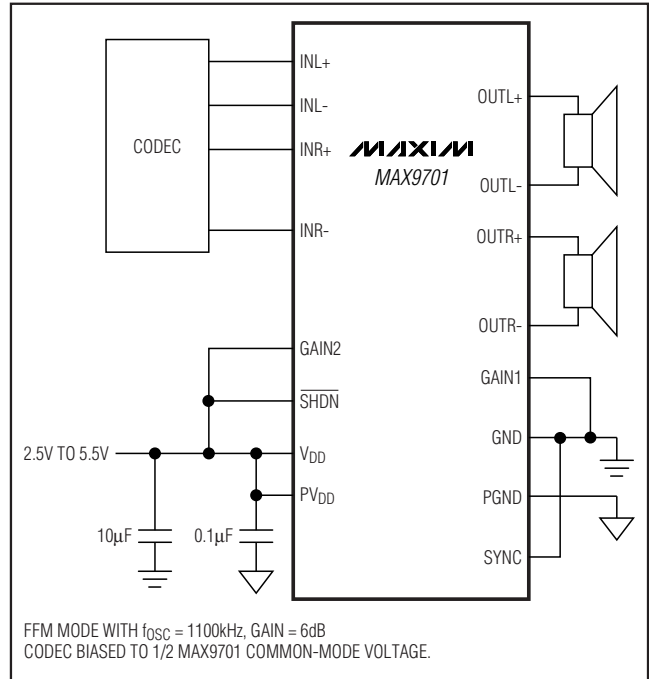 CODEC
INL+
INL-
INR+
INR-
MAXIM
MAX9701
OUTL+
OUTL-
OUTR+
OUTR-
GAIN2
SHDN
GAIN1
GND
2.5V TO 5.5V
VDD
PVDD
PGND
10µF
0.1µF
SYNC
FFM MODE WITH fOSC = 1100kHz, GAIN = 6dB
CODEC BIASED TO 1/2 MAX9701 COMMON-MODE VOLTAGE.